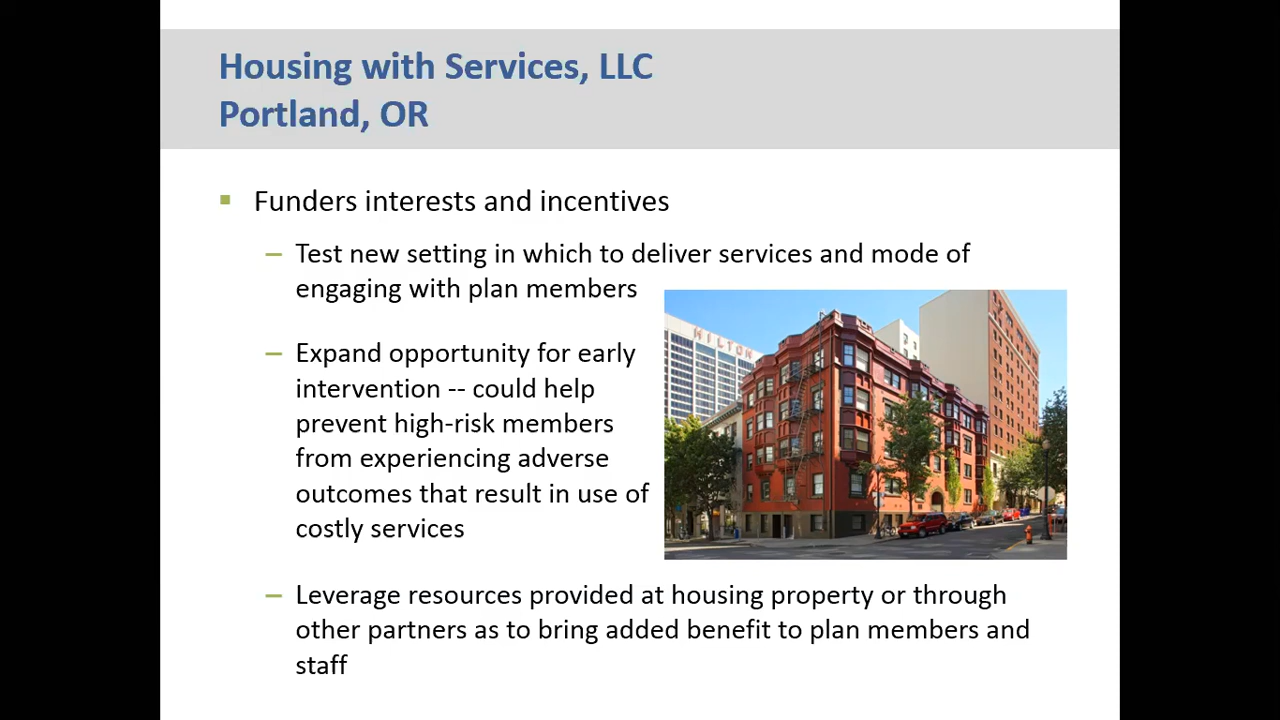 Housing with Services, LLC
Portland, OR
Funders interests and incentives
– Test new setting in which to deliver services and mode of
engaging with plan members
– Expand opportunity for early
intervention -- could help
prevent high-risk members
from experiencing adverse
outcomes that result in use of
costly services
HILTON
– Leverage resources provided at housing property or through
other partners as to bring added benefit to plan members and
staff